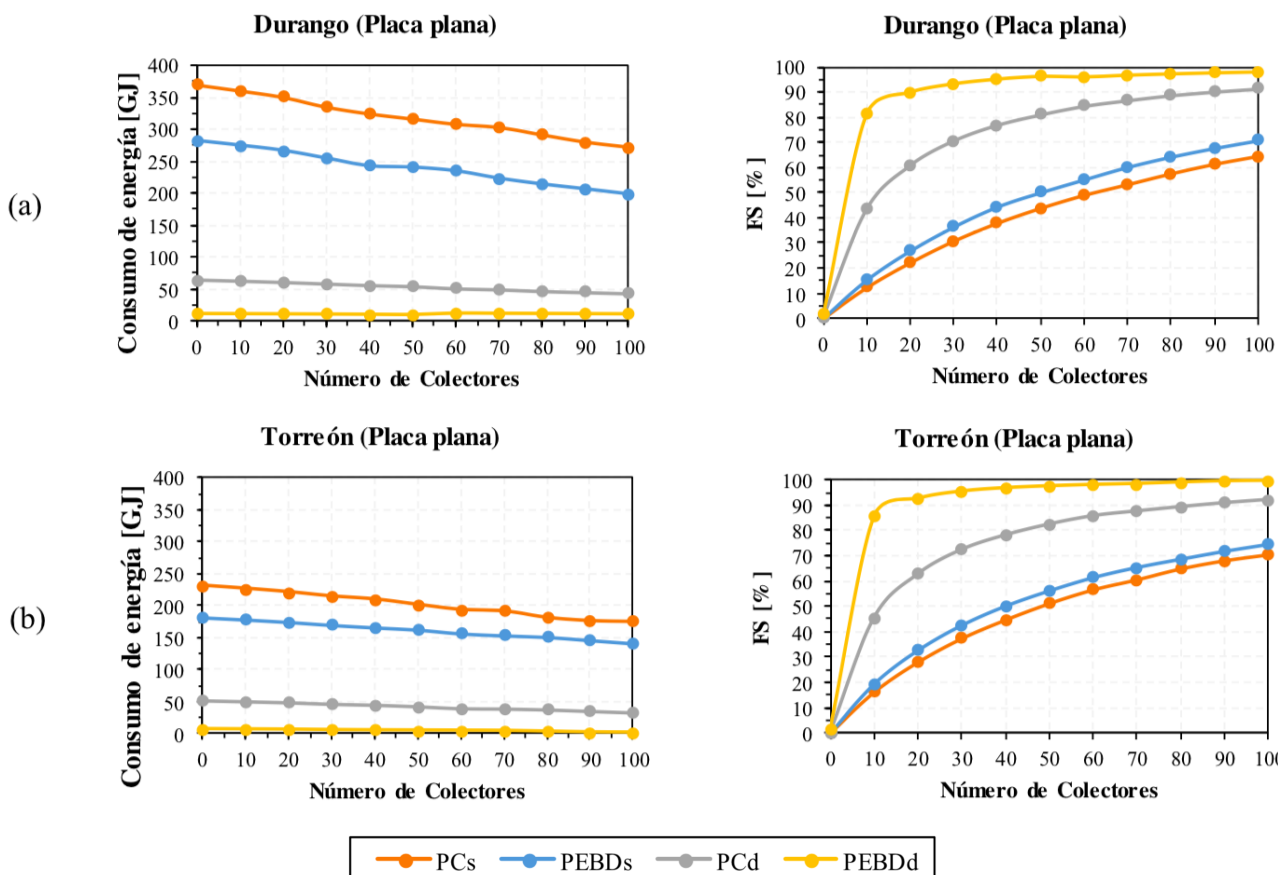 Durango (Placa plana)
Consumo de energía [GJ]
400
350
300
250
200
150
100
50
0
0 10 20 30 40 50 60 70 80 90 100
Número de Colectores
Durango (Placa plana)
FS [%]
100
90
80
70
60
50
40
30
20
10
0
0 10 20 30 40 50 60 70 80 90 100
Número de Colectores
(a)
Torreón (Placa plana)
Consumo de energía [GJ]
400
350
300
250
200
150
100
50
0
0 10 20 30 40 50 60 70 80 90 100
Número de Colectores
Torreón (Placa plana)
FS [%]
100
90
80
70
60
50
40
30
20
10
0
0 10 20 30 40 50 60 70 80 90 100
Número de Colectores
(b)
PCs PEBDs PCd PEBDd